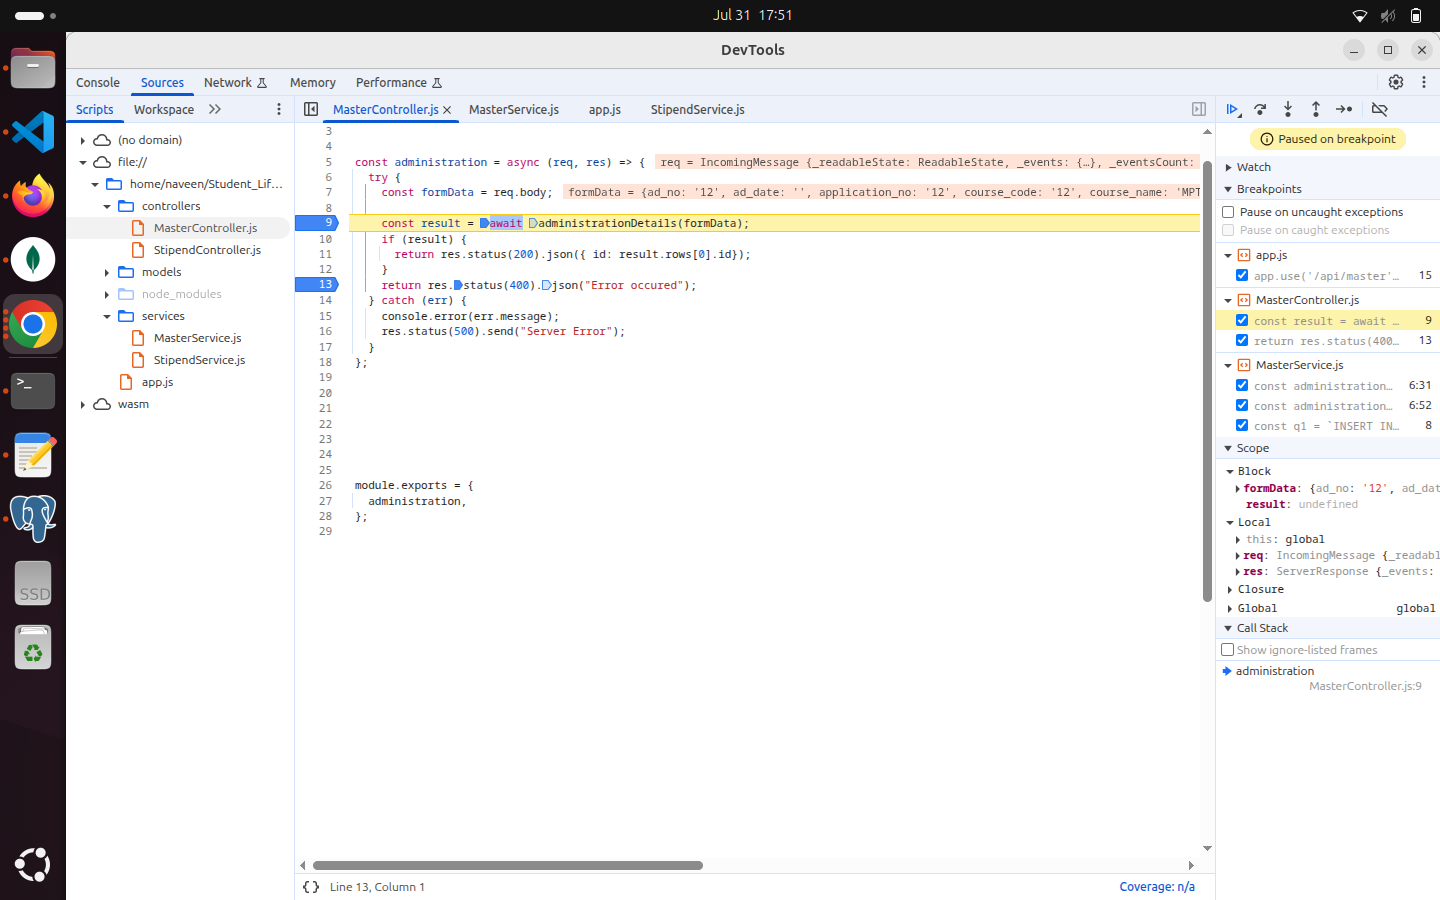 Jul 31 17:51
DevTools
Console Sources Network Memory Performance
Scripts Workspace
MasterController.js MasterService.js app.js StipendService.js
(no domain)
file://
home/naveen/Student_Lif...
controllers
MasterController.js
StipendController.js
models
node_modules
services
MasterService.js
StipendService.js
app.js
wasm
3
4
5 const administration = async (req, res) => { req = IncomingMessage {_readableState: ReadableState, _events: {…}, _eventsCount:
6 try {
7 const formData = req.body; formData = {ad_no: '12', ad_date: '', application_no: '12', course_code: '12', course_name: 'MPT
8
9 const result = await administrationDetails(formData);
10 if (result) {
11 return res.status(200).json({ id: result.rows[0].id});
12 }
13 return res.status(400).json("Error occured");
14 } catch (err) {
15 console.error(err.message);
16 res.status(500).send("Server Error");
17 }
18 };
19
20
21
22
23
24
25
26 module.exports = {
27 administration,
28 };
29
{} Line 13, Column 1 Coverage: n/a
Paused on breakpoint
Watch
Breakpoints
Pause on uncaught exceptions
Pause on caught exceptions
app.js
app.use('/api/master'… 15
MasterController.js
const result = await … 9
return res.status(400… 13
MasterService.js
const administration… 6:31
const administration… 6:52
const q1 = `INSERT IN… 8
Scope
Block
formData: {ad_no: '12', ad_dat
result: undefined
Local
this: global
req: IncomingMessage {_readabl
res: ServerResponse {_events:
Closure
Global global
Call Stack
Show ignore-listed frames
administration
MasterController.js:9
>_
SSD